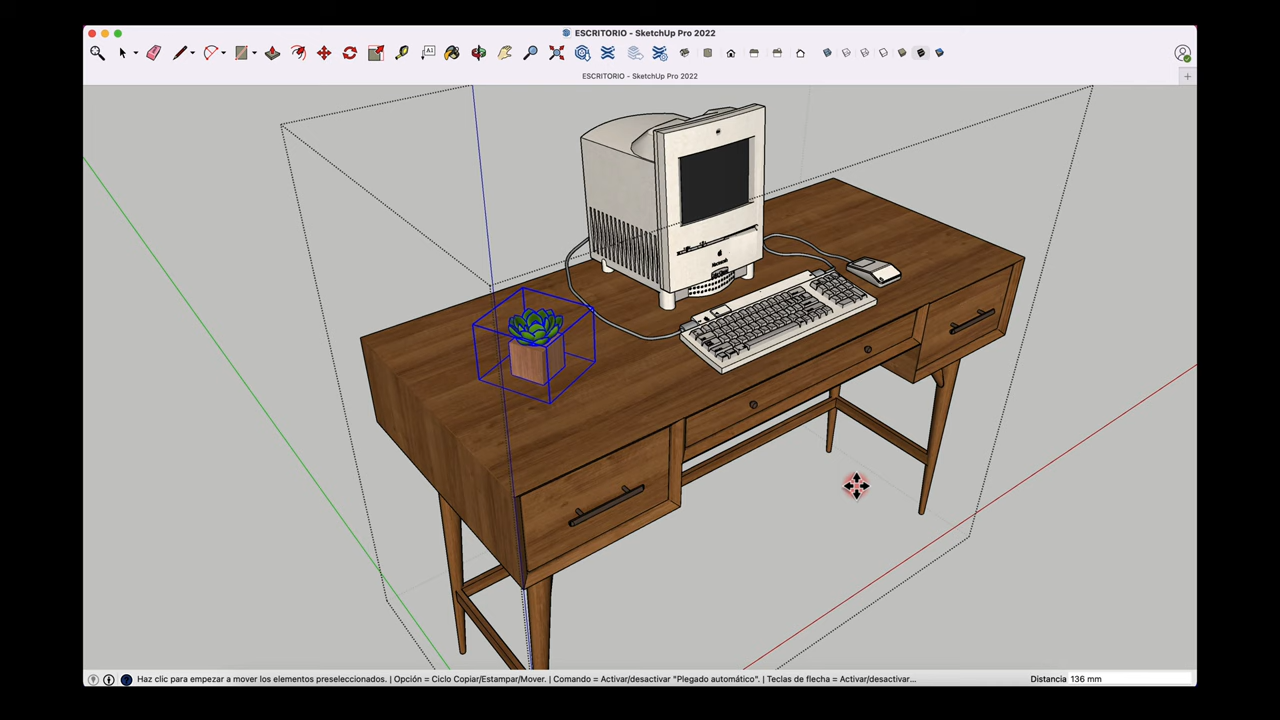 ESCRITORIO - SketchUp Pro 2022
A1
ESCRITORIO - SketchUp Pro 2022
Haz clic para empezar a mover los elementos preseleccionados. | Opción = Ciclo Copiar/Estampar/Mover. | Comando = Activar/desactivar "Plegado automático". | Teclas de flecha = Activar/desactivar...
Distancia 136 mm